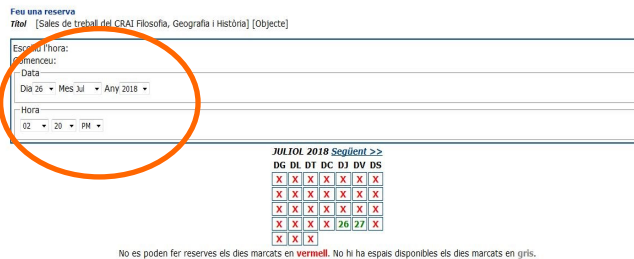 Feu una reserva
Títol [Sales de treball del CRAI Filosofia, Geografia i Història] [Objecte]
Escolliu l'hora:
Comenceu:
Data
Dia 26 Mes Jul Any 2018
Hora
02 20 PM
JULIOL 2018 Següent >>
DG DL DT DC DJ DV DS
X X X X X X X
X X X X X X X
X X X X X X X
X X X X 26 27 X
X X X
No es poden fer reserves els dies marcats en vermell. No hi ha espais disponibles els dies marcats en gris.